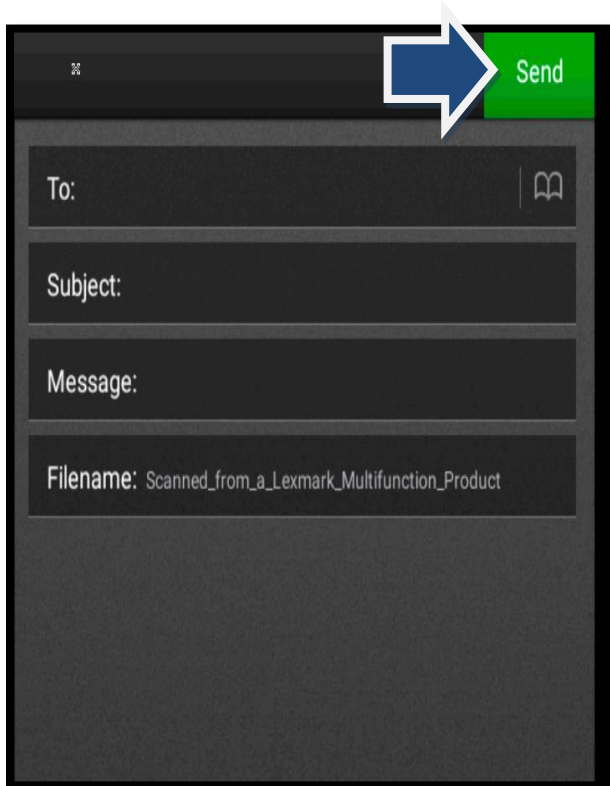 Send
To:
Subject:
Message:
Filename: Scanned_from_a_Lexmark_Multifunction_Product